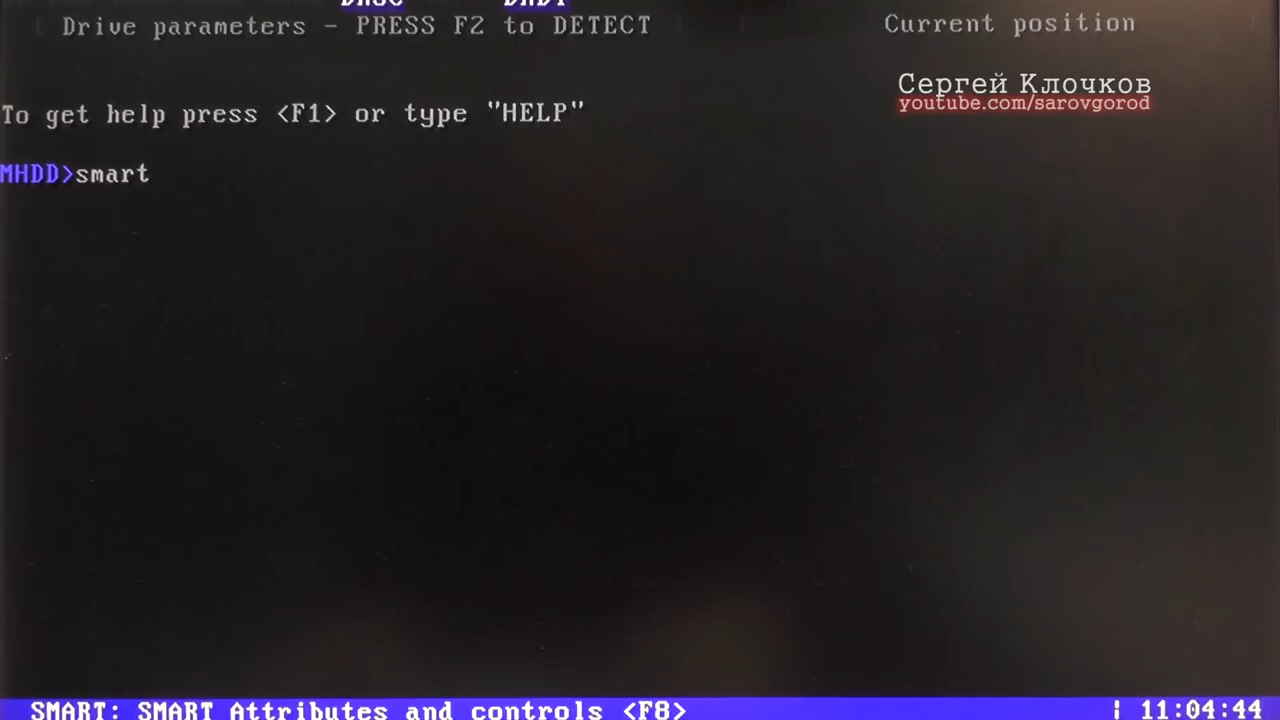 [ Drive parameters - PRESS F2 to DETECT ] [ Current position ]
Сергей Клочков
youtube.com/sarovgorod
To get help press <F1> or type "HELP"
MHDD>smart
SMART: SMART Attributes and controls <F8> ¦ 11:04:44